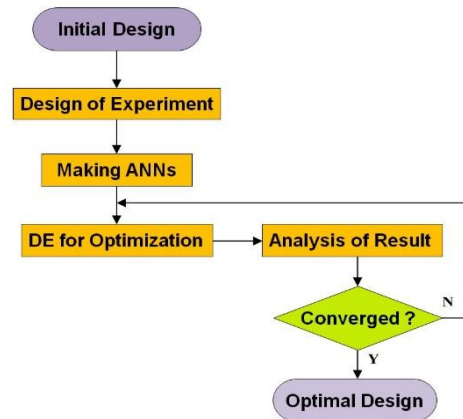 Initial Design
Design of Experiment
Making ANNs
DE for Optimization
Analysis of Result
Converged ?
N
Y
Optimal Design